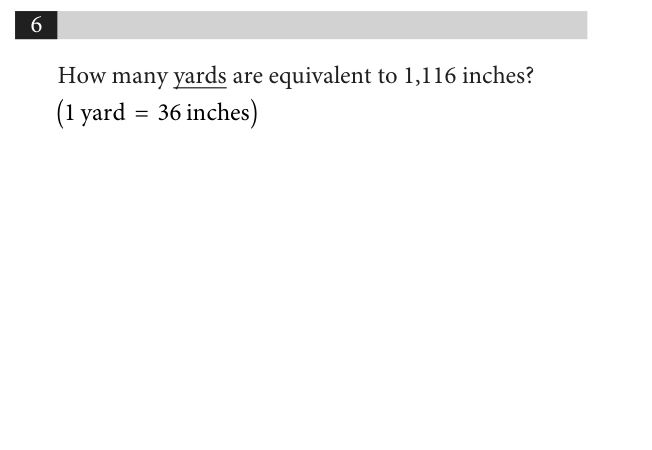 6
How many yards are equivalent to 1,116 inches?
(1 yard = 36 inches)